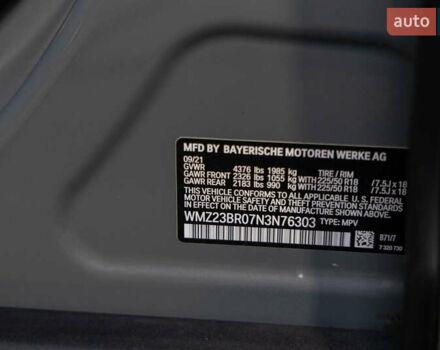 auto
MFD BY BAYERISCHE MOTOREN WERKE AG
09/21
GVWR 4376 lbs 1985 kg TIRE / RIM
GAWR FRONT 2326 lbs 1055 kg WITH 225/50 R18 / 7.5J x 18
GAWR REAR 2183 lbs 990 kg WITH 225/50 R18 / 7.5J x 18
THIS VEHICLE CONFORMS TO ALL APPLICABLE FEDERAL
MOTOR VEHICLE SAFETY STANDARDS IN EFFECT ON THE
DATE OF MANUFACTURE SHOWN ABOVE.
WMZ23BR07N3N76303 TYPE: MPV
B71/7
7 320 730